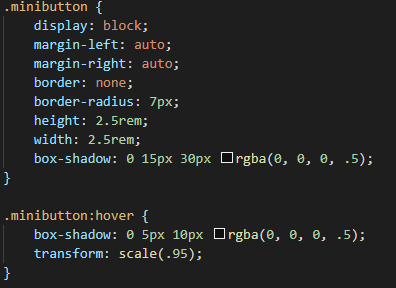 .minibutton {
    display: block;
    margin-left: auto;
    margin-right: auto;
    border: none;
    border-radius: 7px;
    height: 2.5rem;
    width: 2.5rem;
    box-shadow: 0 15px 30px rgba(0, 0, 0, .5);
}

.minibutton:hover {
    box-shadow: 0 5px 10px rgba(0, 0, 0, .5);
    transform: scale(.95);
}